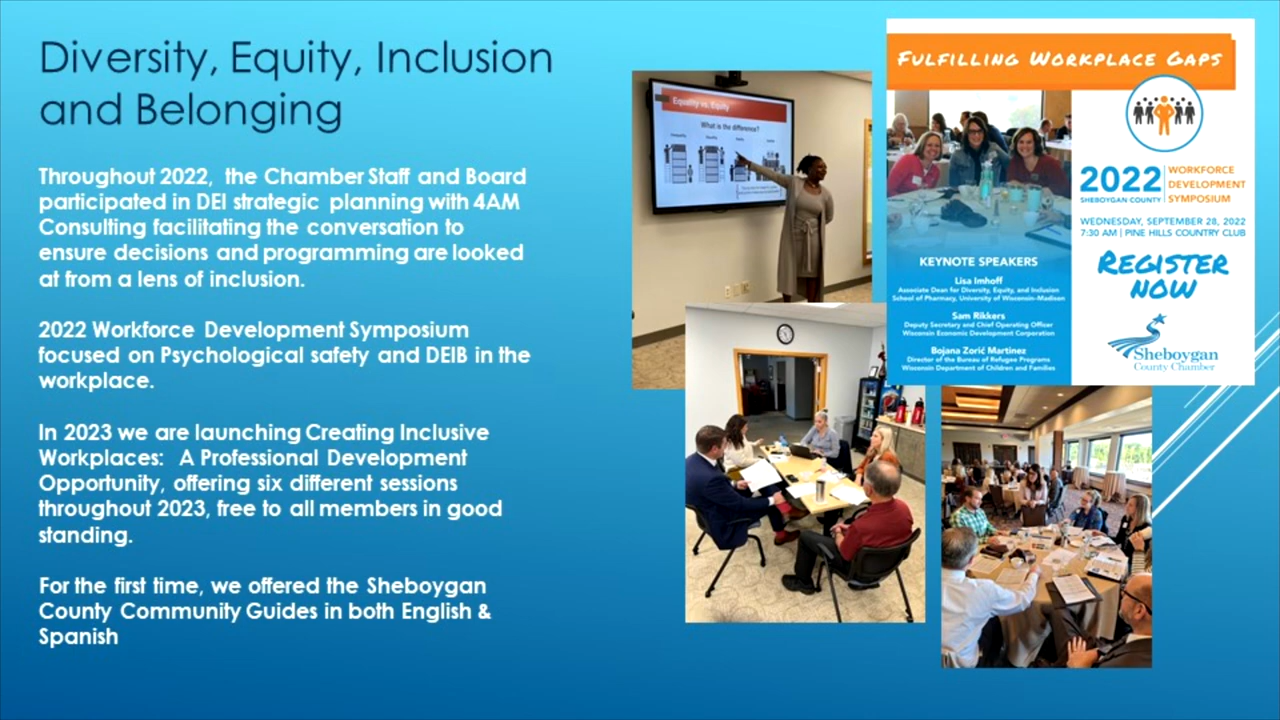 Diversity, Equity, Inclusion
and Belonging
Throughout 2022, the Chamber Staff and Board
participated in DEI strategic planning with 4AM
Consulting facilitating the conversation to
ensure decisions and programming are looked
at from a lens of inclusion.
2022 Workforce Development Symposium
focused on Psychological safety and DEIB in the
workplace.
In 2023 we are launching Creating Inclusive
Workplaces: A Professional Development
Opportunity, offering six different sessions
throughout 2023, free to all members in good
standing.
For the first time, we offered the Sheboygan
County Community Guides in both English &
Spanish
Equality vs. Equity
What is the difference?
FULFILLING WORKPLACE GAPS
2022
SHEBOYGAN COUNTY
WORKFORCE
DEVELOPMENT
SYMPOSIUM
WEDNESDAY, SEPTEMBER 28, 2022
7:30 AM | PINE HILLS COUNTRY CLUB
REGISTER
NOW
KEYNOTE SPEAKERS
Lisa Imhoff
Associate Dean for Diversity, Equity, and Inclusion
School of Pharmacy, University of Wisconsin-Madison
Sam Rikkers
Deputy Secretary and Chief Operating Officer
Wisconsin Economic Development Corporation
Bojana Zorić Martinez
Director of the Bureau of Refugee Programs
Wisconsin Department of Children and Families
Sheboygan
County Chamber